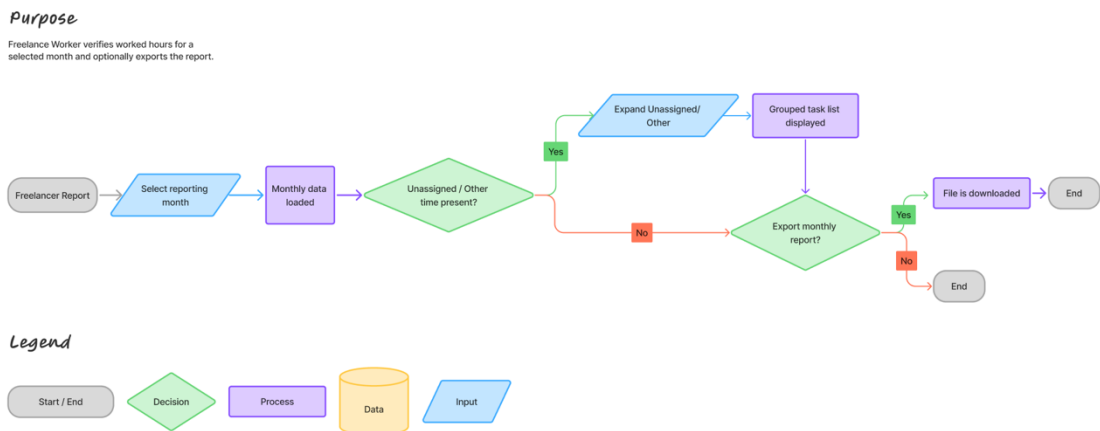 Purpose
Freelance Worker verifies worked hours for a
selected month and optionally exports the report.
Freelancer Report
Select reporting
month
Monthly data
loaded
Unassigned / Other
time present?
Yes
Expand Unassigned/
Other
Grouped task list
displayed
No
Export monthly
report?
Yes
File is downloaded
End
No
End
Legend
Start / End
Decision
Process
Data
Input